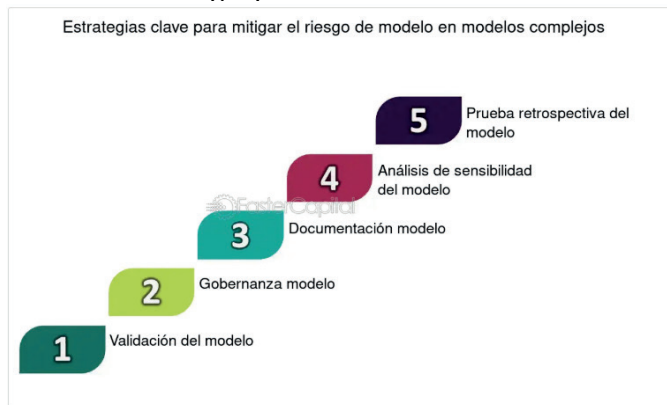 Estrategias clave para mitigar el riesgo de modelo en modelos complejos
5
Prueba retrospectiva del
modelo
4
Análisis de sensibilidad
del modelo
FasterCapital
3
Documentación modelo
2
Gobernanza modelo
1
Validación del modelo